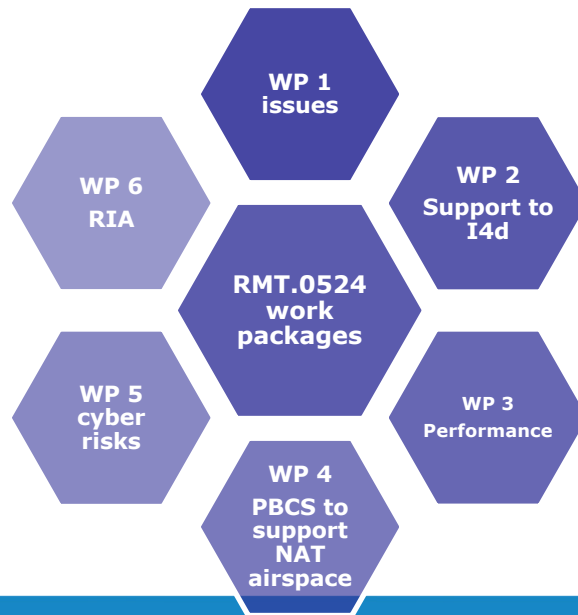 WP 1
issues
WP 2
Support to
I4d
WP 6
RIA
RMT.0524
work
packages
WP 3
Performance
WP 5
cyber
risks
WP 4
PBCS to
support
NAT
airspace